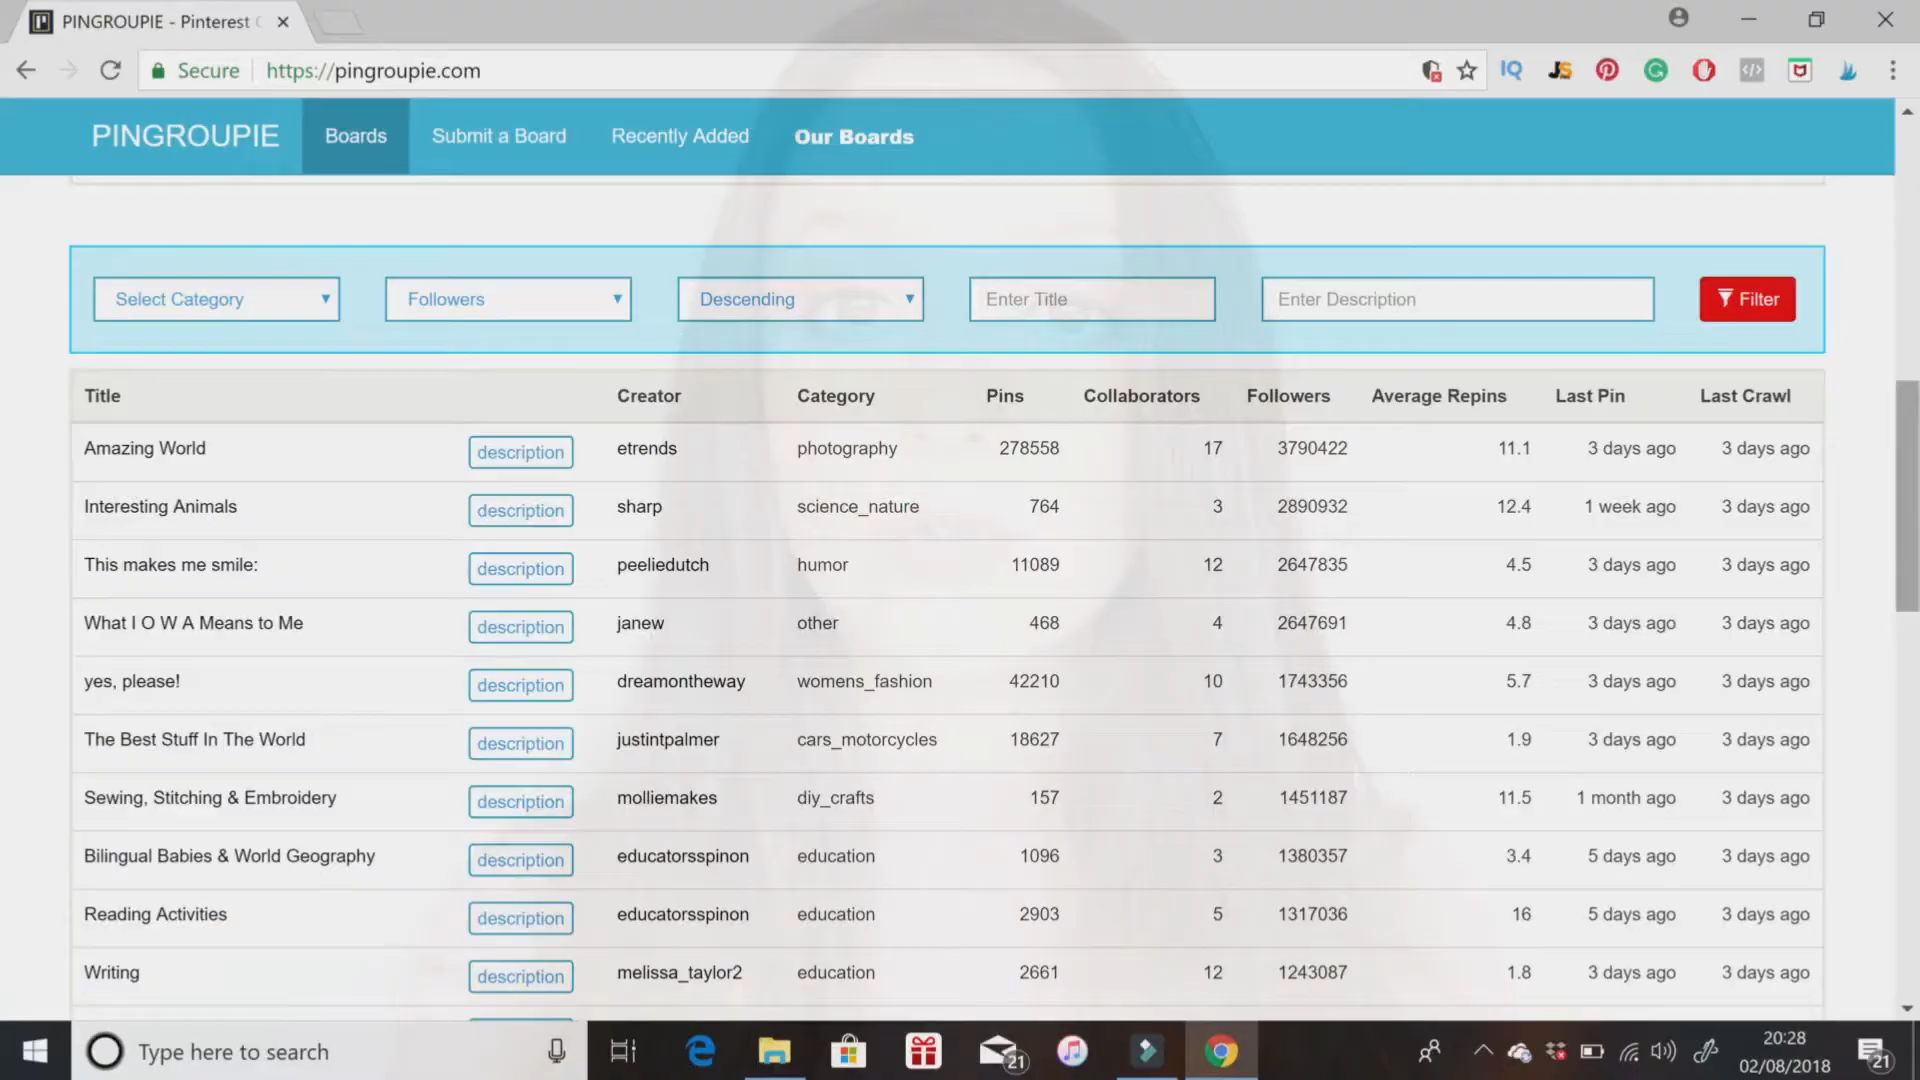 PINGROUPIE - Pinterest
Secure https://pingroupie.com
PINGROUPIE Boards Submit a Board Recently Added Our Boards
Select Category Followers Descending Enter Title Enter Description Filter
Title Creator Category Pins Collaborators Followers Average Repins Last Pin Last Crawl
Amazing World description etrends photography 278558 17 3790422 11.1 3 days ago 3 days ago
Interesting Animals description sharp science_nature 764 3 2890932 12.4 1 week ago 3 days ago
This makes me smile: description peeliedutch humor 11089 12 2647835 4.5 3 days ago 3 days ago
What I O W A Means to Me description janew other 468 4 2647691 4.8 3 days ago 3 days ago
yes, please! description dreamontheway womens_fashion 42210 10 1743356 5.7 3 days ago 3 days ago
The Best Stuff In The World description justintpalmer cars_motorcycles 18627 7 1648256 1.9 3 days ago 3 days ago
Sewing, Stitching & Embroidery description molliemakes diy_crafts 157 2 1451187 11.5 1 month ago 3 days ago
Bilingual Babies & World Geography description educatorsspinon education 1096 3 1380357 3.4 5 days ago 3 days ago
Reading Activities description educatorsspinon education 2903 5 1317036 16 5 days ago 3 days ago
Writing description melissa_taylor2 education 2661 12 1243087 1.8 3 days ago 3 days ago
Type here to search 21 20:28 21
02/08/2018